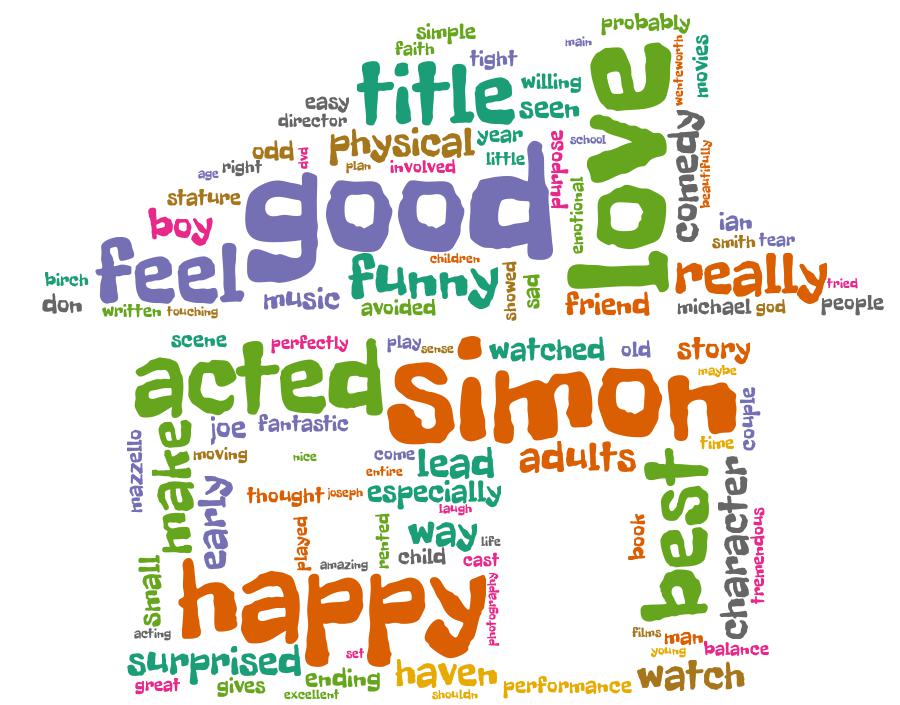 simple
probably
faith
main
tight
title
willing
seen
love
wenteworth
movies
easy
director
physical
year
purpose
school
comedy
odd
dvd
plan
involved
little
age
right
good
beautifully
stature
emotional
boy
ian
smith
tear
feel
children
funny
showed
sad
really
tried
birch
don
written
touching
music
avoided
friend
michael
god
people
scene
perfectly
play
sense
watched
old
story
acted
simon
maybe
make
joe
fantastic
couple
time
mazzello
moving
nice
come
entire
lead
adults
best
character
early
thought
joseph
especially
laugh
played
rented
way
life
book
tremendous
small
amazing
child
cast
happy
photography
acting
films
man
young
balance
surprised
set
great
gives
ending
excellent
haven
shouldn
performance
watch